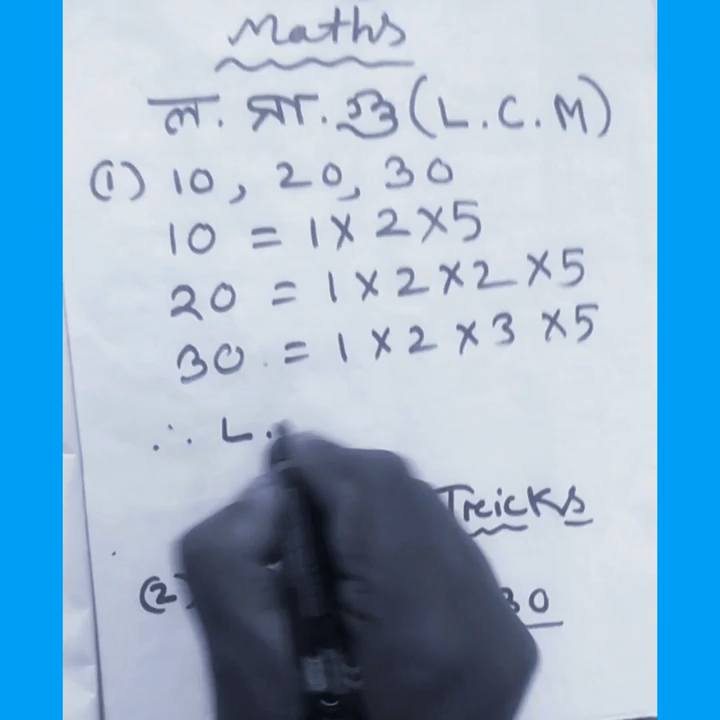 Maths
ল. সা. গু (L.C.M)
(1) 10, 20, 30
10 = 1 × 2 × 5
20 = 1 × 2 × 2 × 5
30 = 1 × 2 × 3 × 5
∴ L.
Treicks
(2) 30